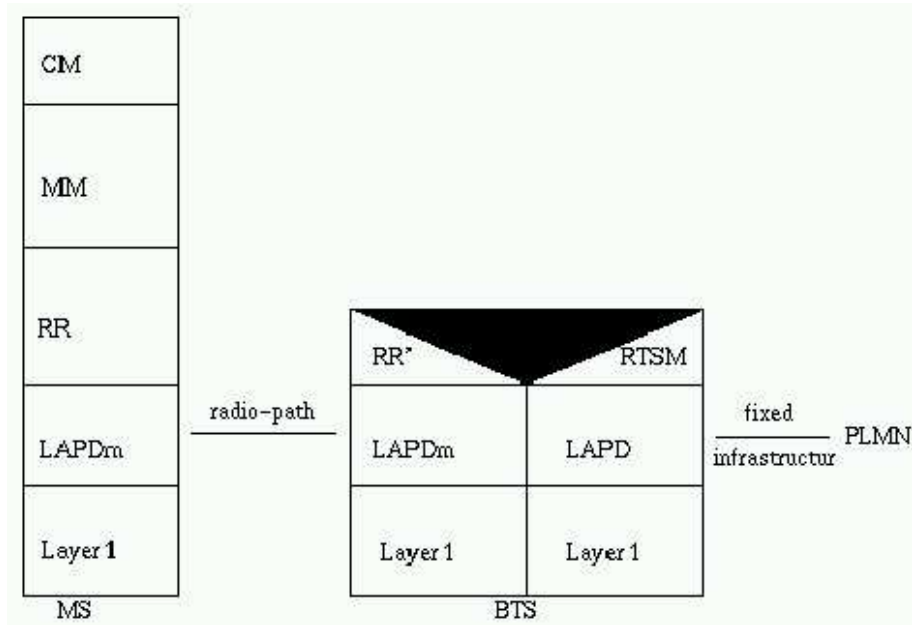 CM
MM
RR
LAPDm
Layer 1
MS
radio-path
RR'
RTSM
LAPDm
LAPD
Layer 1
Layer 1
BTS
fixed
infrastructur
PLMN